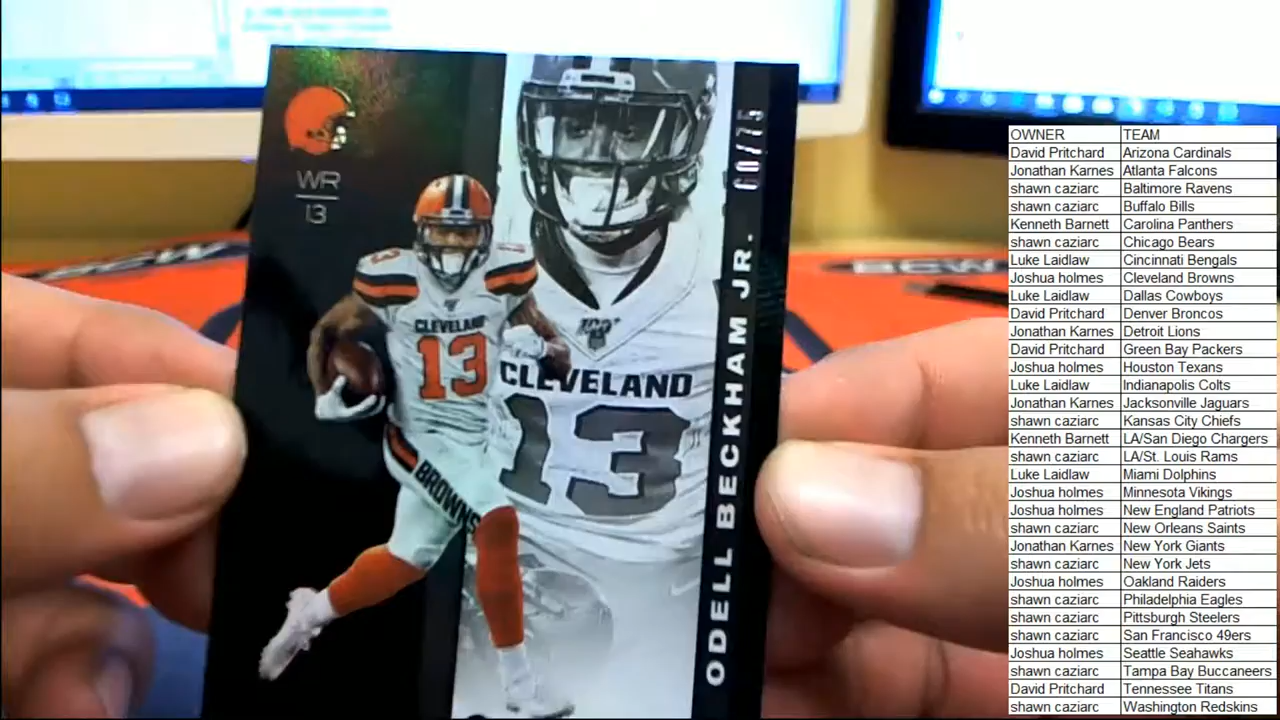 WR
13
60/75
ODELL BECKHAM JR.
13
CLEVELAND
13
BROWNS
CLEVELAND
13
100
OWNER TEAM
David Pritchard Arizona Cardinals
Jonathan Karnes Atlanta Falcons
shawn caziarc Baltimore Ravens
shawn caziarc Buffalo Bills
Kenneth Barnett Carolina Panthers
shawn caziarc Chicago Bears
Luke Laidlaw Cincinnati Bengals
Joshua holmes Cleveland Browns
Luke Laidlaw Dallas Cowboys
David Pritchard Denver Broncos
Jonathan Karnes Detroit Lions
David Pritchard Green Bay Packers
Joshua holmes Houston Texans
Luke Laidlaw Indianapolis Colts
Jonathan Karnes Jacksonville Jaguars
shawn caziarc Kansas City Chiefs
Kenneth Barnett LA/San Diego Chargers
shawn caziarc LA/St. Louis Rams
Luke Laidlaw Miami Dolphins
Joshua holmes Minnesota Vikings
Joshua holmes New England Patriots
shawn caziarc New Orleans Saints
Jonathan Karnes New York Giants
shawn caziarc New York Jets
Joshua holmes Oakland Raiders
shawn caziarc Philadelphia Eagles
shawn caziarc Pittsburgh Steelers
shawn caziarc San Francisco 49ers
Joshua holmes Seattle Seahawks
shawn caziarc Tampa Bay Buccaneers
David Pritchard Tennessee Titans
shawn caziarc Washington Redskins